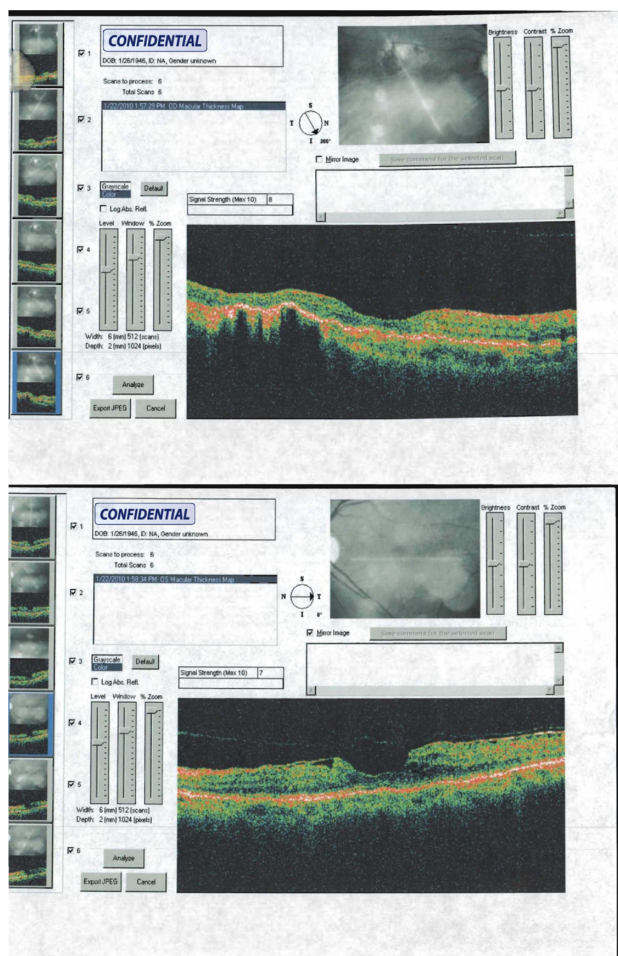 CONFIDENTIAL
DOB: 1/26/1946, ID: NA, Gender unknown
Scans to process: 6
Total Scans 6
1/22/2010 1:57:29 PM OD Macular Thickness Map
1
2
3
4
5
6
S
T N
I 300°
Brightness Contrast % Zoom
Mirror Image
Save command for the selected scan
Grayscale
Color
Default
Log Abs. Refl.
Signal Strength (Max 10) 8
Level Window % Zoom
Width: 6 (mm) 512 (scans)
Depth: 2 (mm) 1024 (pixels)
Analyze
Export JPEG Cancel
CONFIDENTIAL
DOB: 1/26/1946, ID: NA, Gender unknown
Scans to process: 6
Total Scans 6
1/22/2010 1:58:34 PM OS Macular Thickness Map
1
2
3
4
5
6
S
N T
I 0°
Brightness Contrast % Zoom
Mirror Image
Save command for the selected scan
Grayscale
Color
Default
Log Abs. Refl.
Signal Strength (Max 10) 7
Level Window % Zoom
Width: 6 (mm) 512 (scans)
Depth: 2 (mm) 1024 (pixels)
Analyze
Export JPEG Cancel